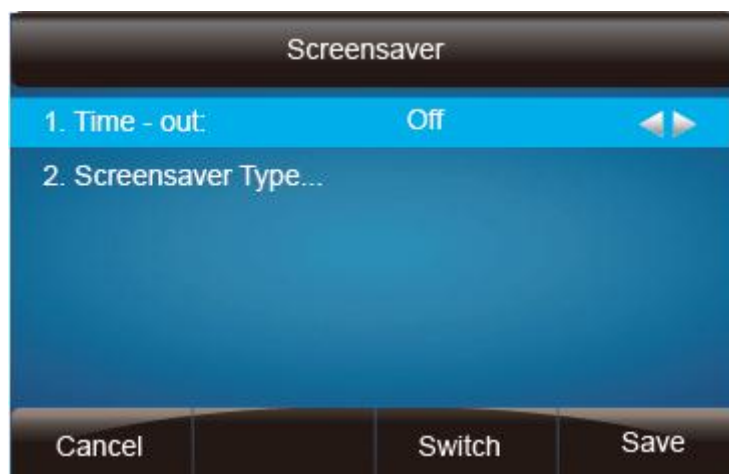 Screensaver
1. Time - out: Off
2. Screensaver Type...
Cancel Switch Save